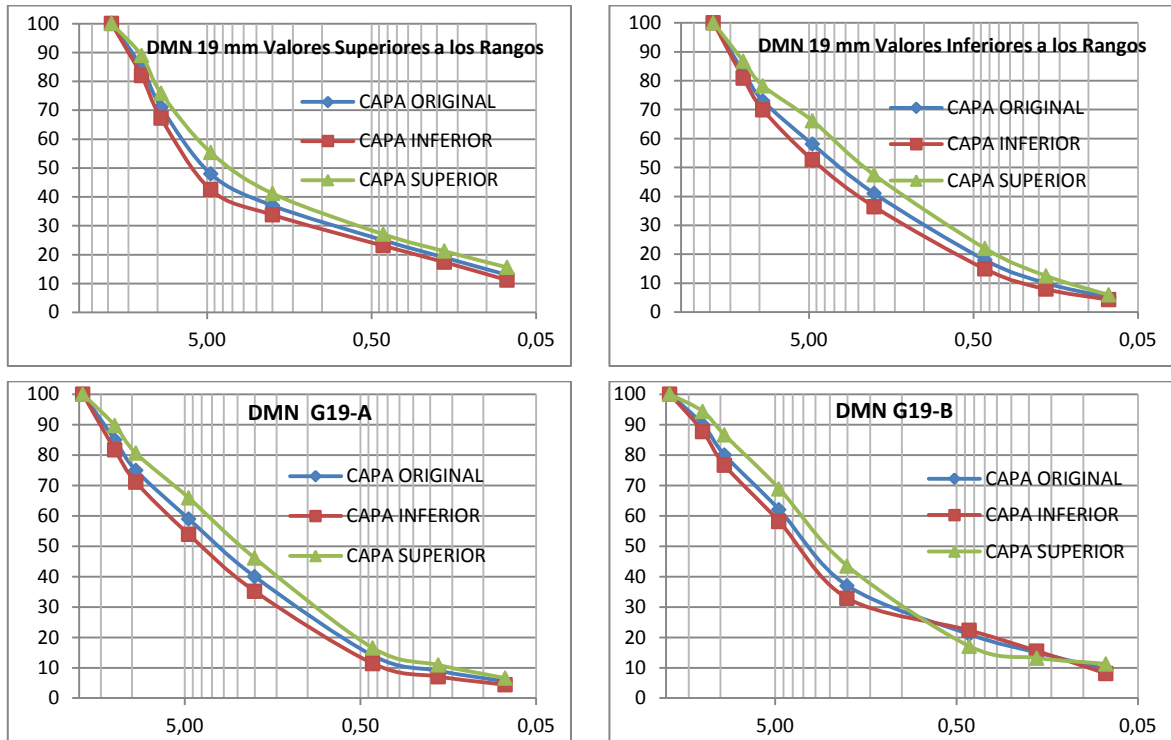 DMN 19 mm Valores Superiores a los Rangos
100
90
80
70
60
50
40
30
20
10
0
CAPA ORIGINAL
CAPA INFERIOR
CAPA SUPERIOR
5,00 0,50 0,05
DMN 19 mm Valores Inferiores a los Rangos
100
90
80
70
60
50
40
30
20
10
0
CAPA ORIGINAL
CAPA INFERIOR
CAPA SUPERIOR
5,00 0,50 0,05
DMN G19-A
100
90
80
70
60
50
40
30
20
10
0
CAPA ORIGINAL
CAPA INFERIOR
CAPA SUPERIOR
5,00 0,50 0,05
DMN G19-B
100
90
80
70
60
50
40
30
20
10
0
CAPA ORIGINAL
CAPA INFERIOR
CAPA SUPERIOR
5,00 0,50 0,05